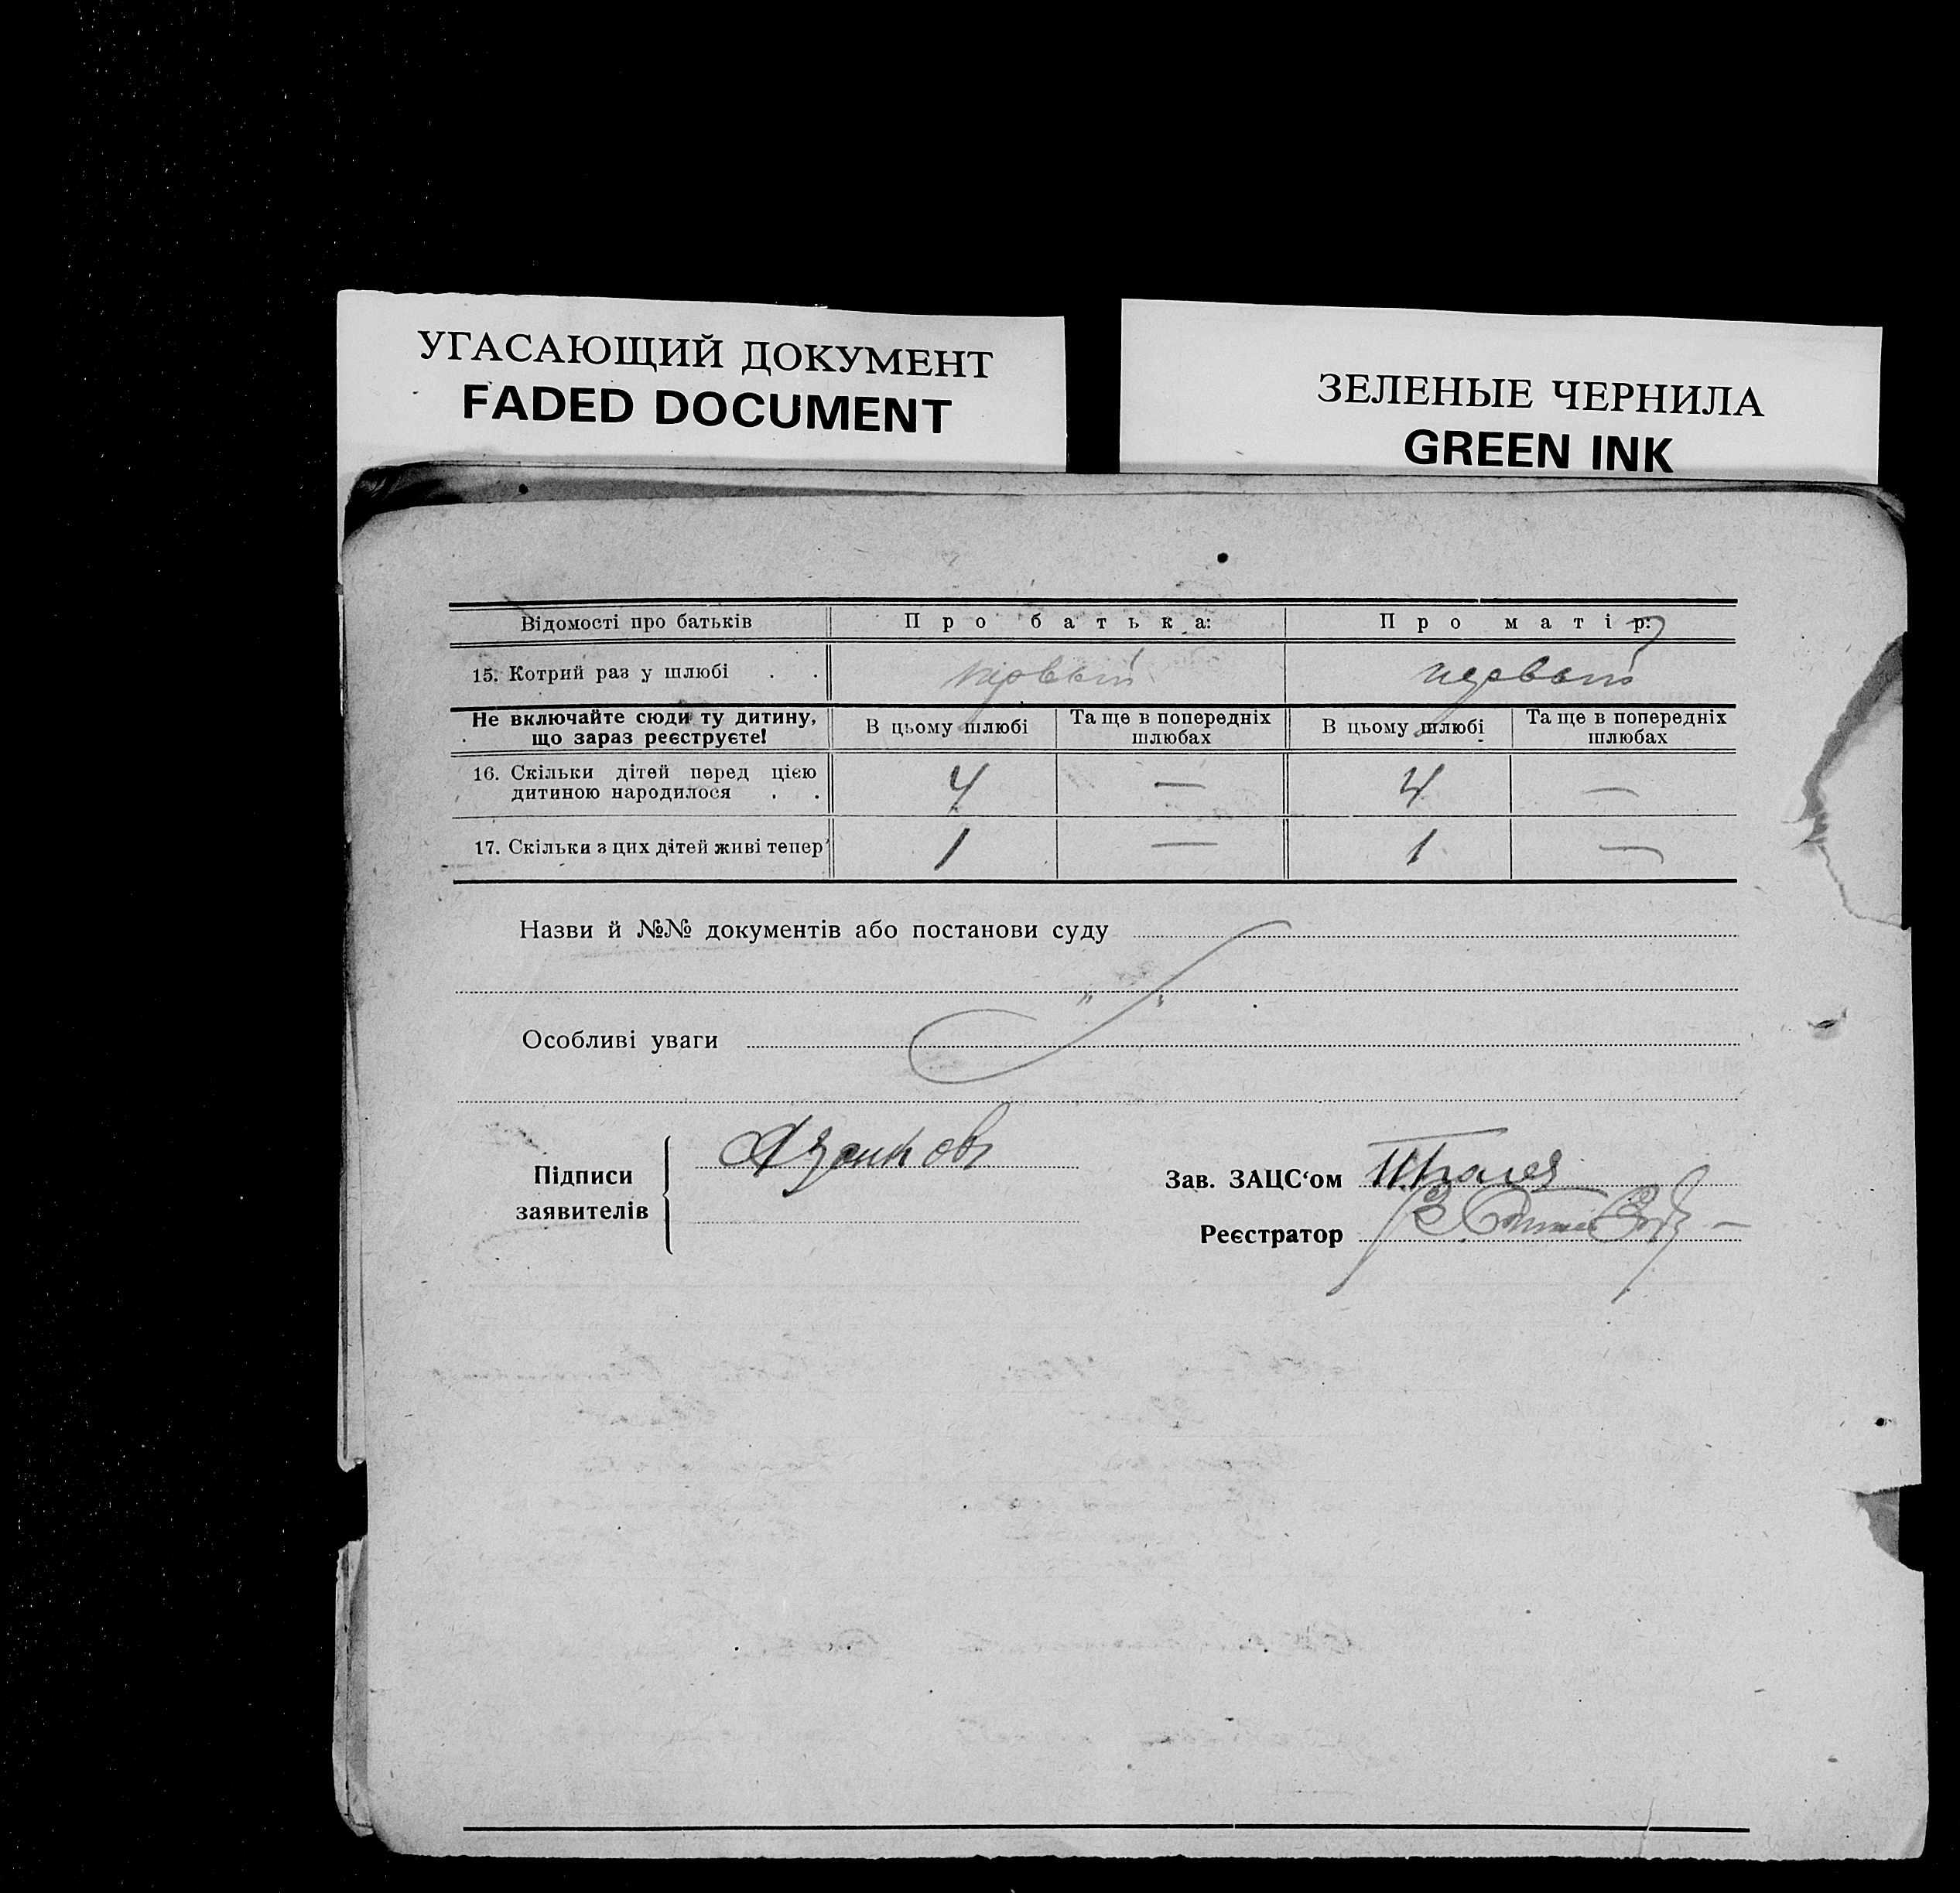 УГАСАЮЩИЙ ДОКУМЕНТ
FADED DOCUMENT
ЗЕЛЕНЫЕ ЧЕРНИЛА
GREEN INK
Відомості про батьків Про батька: Про матір:
15. Котрий раз у шлюбі . . первый первый
Не включайте сюди ту дитину, що зараз реєструєте! В цьому шлюбі Та ще в попередніх шлюбах В цьому шлюбі Та ще в попередніх шлюбах
16. Скільки дітей перед цією дитиною народилося . . 4 — 4 —
17. Скільки з цих дітей живі тепер 1 — 1 —
Назви й №№ документів або постанови суду
Особливі уваги
Підписи заявителів
Зав. ЗАЦС‘ом
Реєстратор